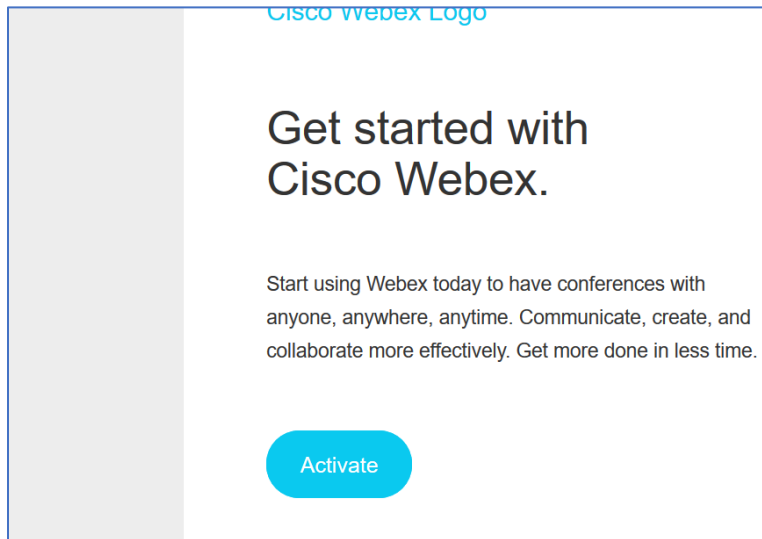 Cisco Webex Logo
Get started with
Cisco Webex.
Start using Webex today to have conferences with
anyone, anywhere, anytime. Communicate, create, and
collaborate more effectively. Get more done in less time.
Activate